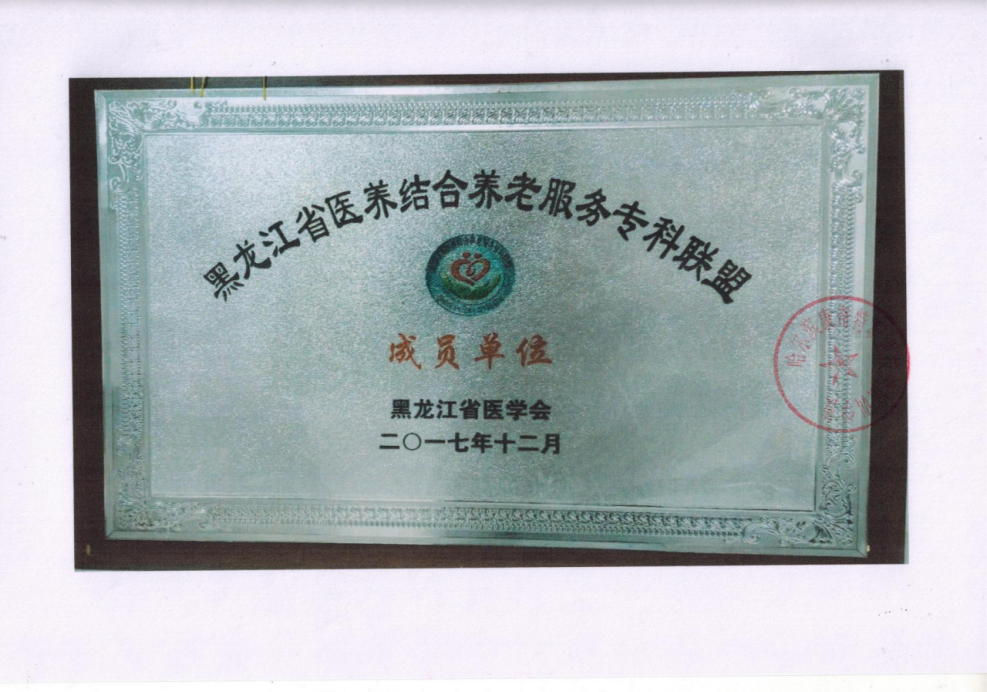 黑龙江省医养结合养老服务专科联盟
成员单位
黑龙江省医学会
二〇一七年十二月